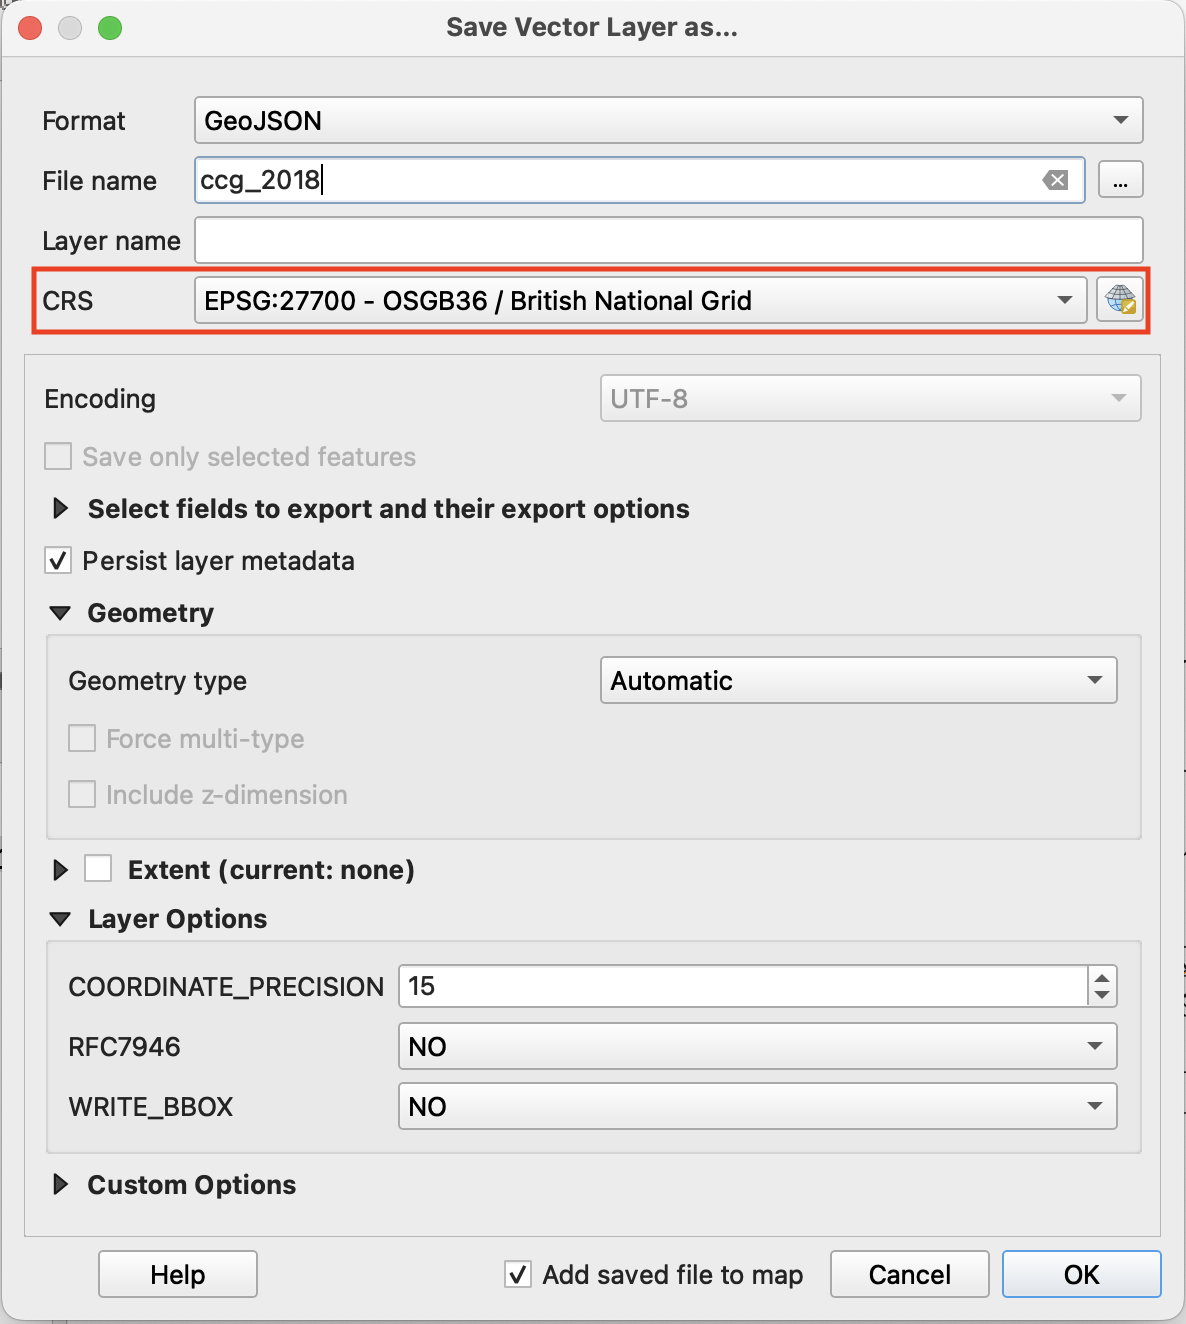 Save Vector Layer as...
Format GeoJSON
File name ccg_2018 ...
Layer name
CRS EPSG:27700 - OSGB36 / British National Grid
Encoding UTF-8
Save only selected features
Select fields to export and their export options
Persist layer metadata
Geometry
Geometry type Automatic
Force multi-type
Include z-dimension
Extent (current: none)
Layer Options
COORDINATE_PRECISION 15
RFC7946 NO
WRITE_BBOX NO
Custom Options
Help Add saved file to map Cancel OK